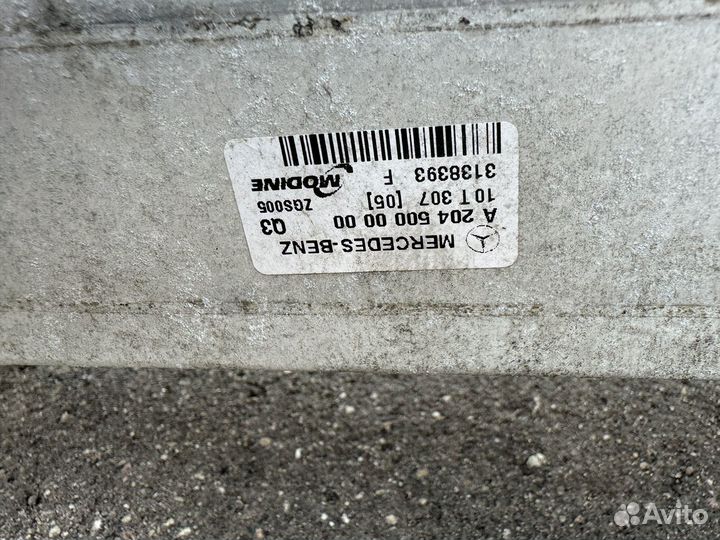 MERCEDES-BENZ
A 204 500 00 00 Q3
10 T 307 [05] ZGS005
3138393 F MODINE
Avito